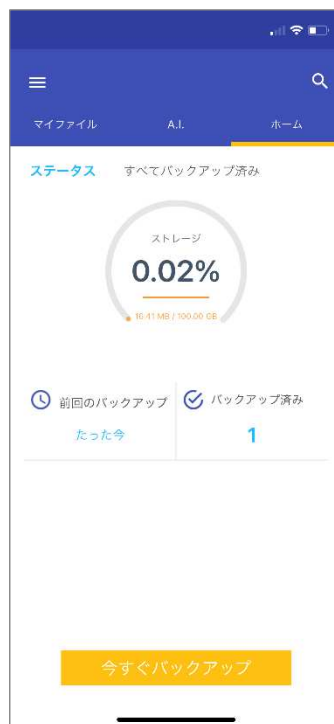 マイファイル A.I. ホーム
ステータス すべてバックアップ済み
ストレージ
0.02%
10.41 MB / 100.00 GB
前回のバックアップ バックアップ済み
たった今 1
今すぐバックアップ